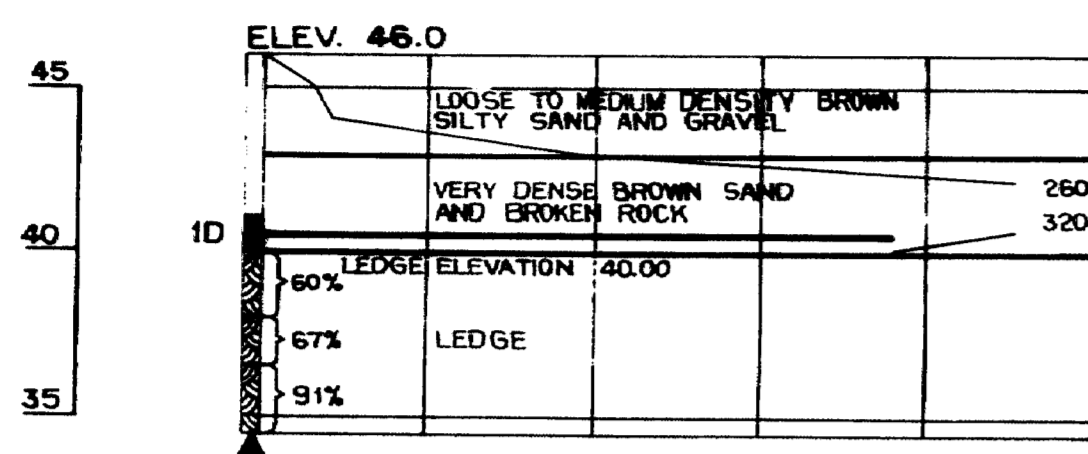 ELEV. 46.0
45
LOOSE TO MEDIUM DENSITY BROWN
SILTY SAND AND GRAVEL
VERY DENSE BROWN SAND
AND BROKEN ROCK
260
320
40
1D
LEDGE ELEVATION 40.00
60%
67%
LEDGE
91%
35